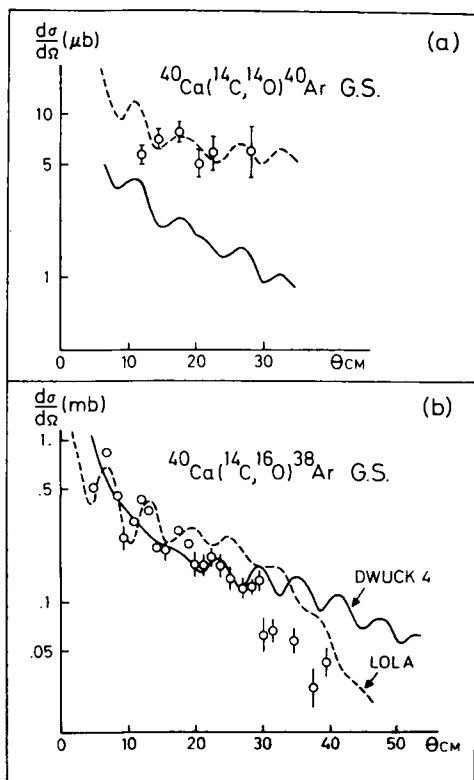 dσ/dΩ (μb)
(a)
⁴⁰Ca(¹⁴C,¹⁴O)⁴⁰Ar G.S.
10
5
1
0 10 20 30 ΘCM
dσ/dΩ (mb)
(b)
⁴⁰Ca(¹⁴C,¹⁶O)³⁸Ar G.S.
1.
.5
DWUCK 4
.1
LOLA
.05
0 10 20 30 40 50 ΘCM